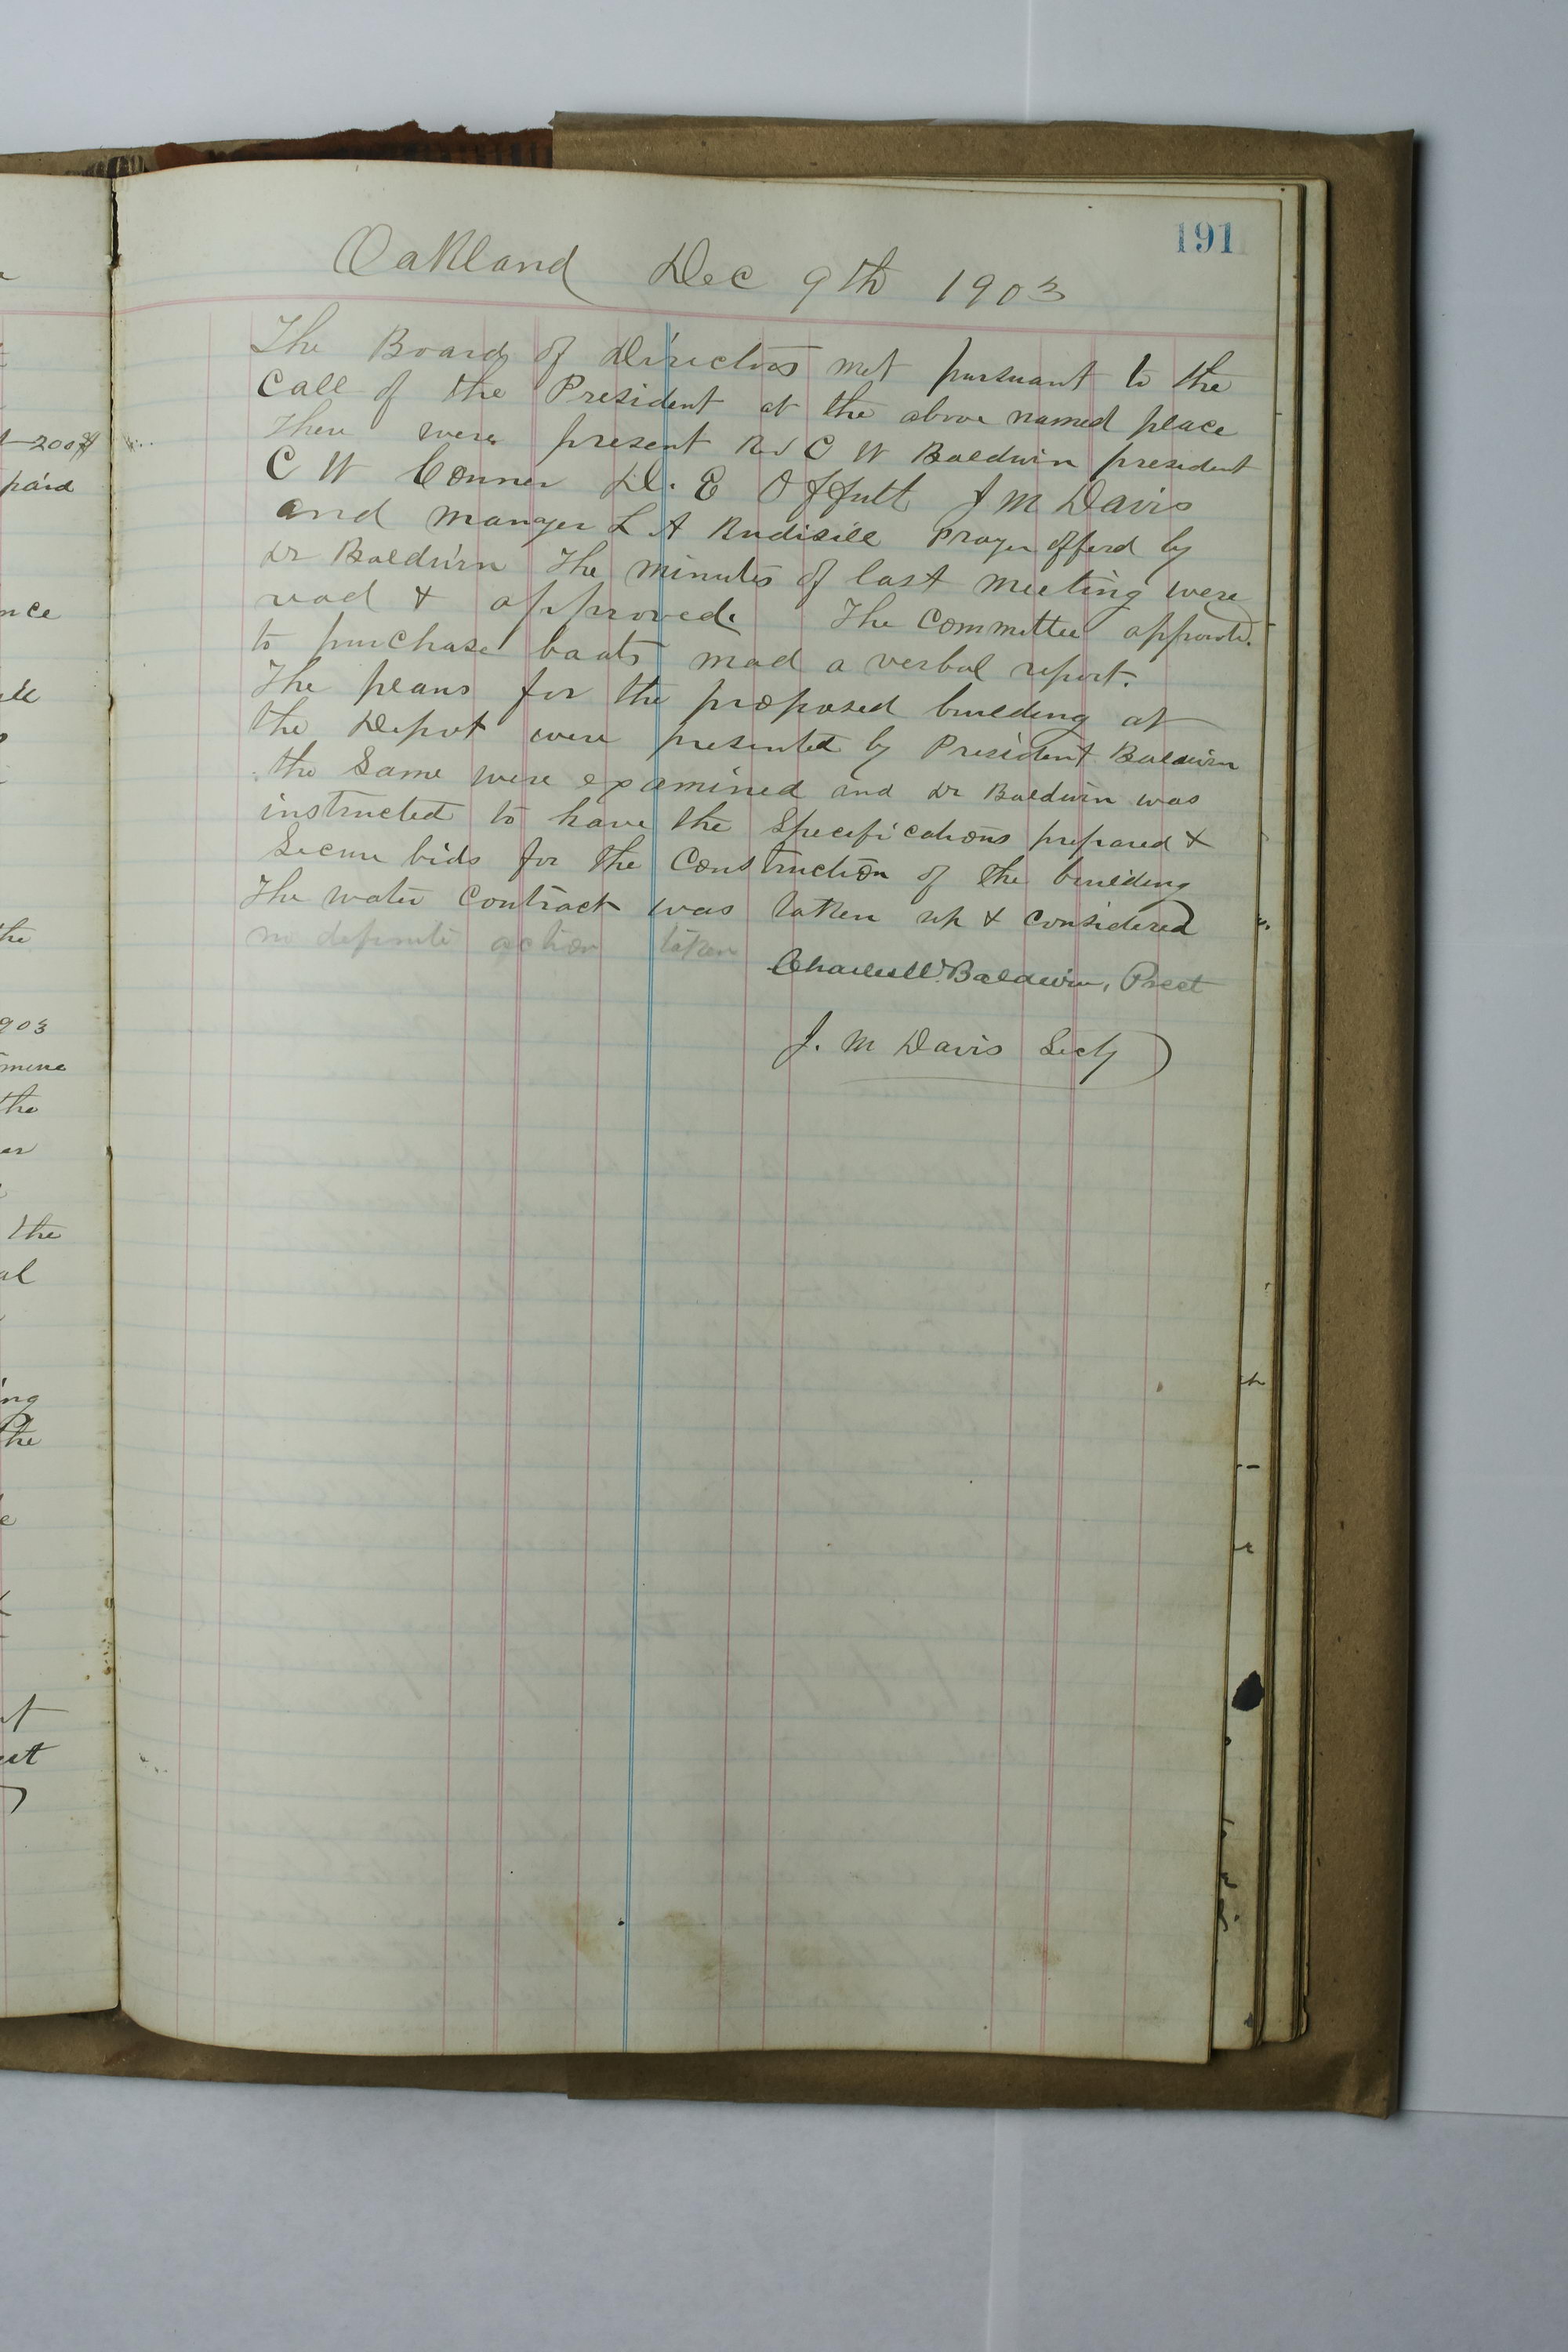 191
Oakland Dec 9th 1903
The Board of Directors met pursuant to the
Call of the President at the above named place
There were present Rev C W Baldwin president
C W Conner D. E Offutt J M Davis
and manger L A Rudisill Prayer offerd by
Dr Baldwin The minutes of last meeting were
read & approved. The Committee appointd.
to purchase boats mad a verbal report.
The plans for the proposed building at
the Depot were presented by President Baldwin
the Same were examined and Dr Baldwin was
instructed to have the Specifications prepared &
Secure bids for the Construction of the building
The water Contract was taken up & Considered
no definite action taken
Charles W. Baldwin, Prest
J. M Davis Secty